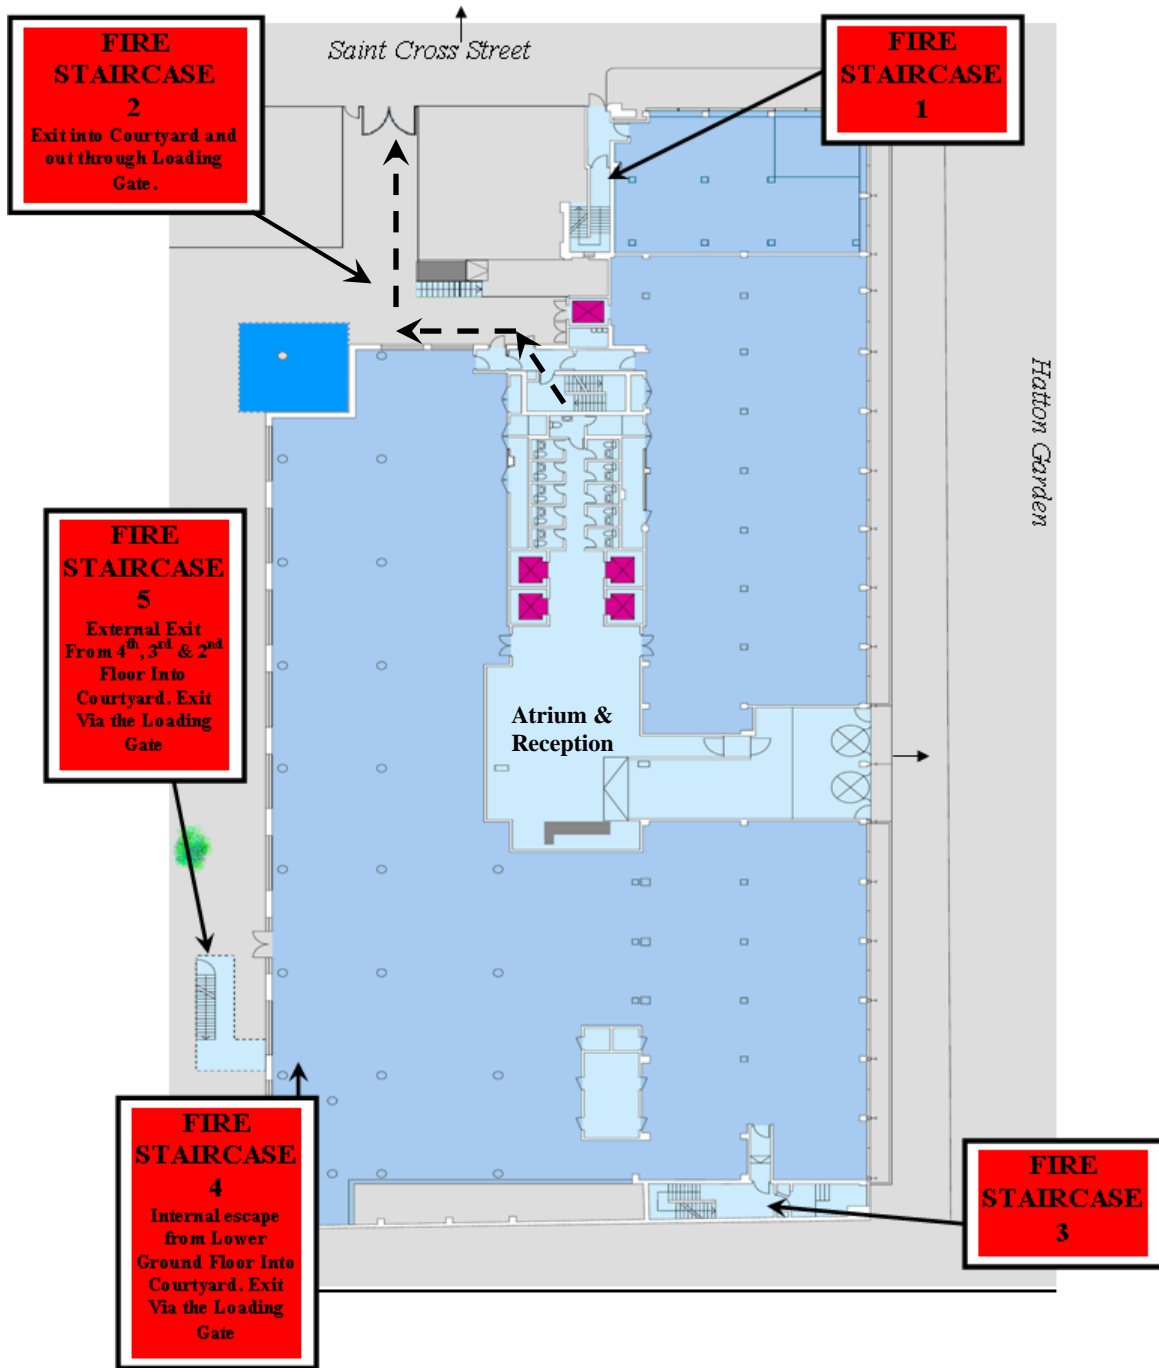 FIRE
STAIRCASE
2
Exit into Courtyard and
out through Loading
Gate.
Saint Cross Street
FIRE
STAIRCASE
1
Hatton Garden
FIRE
STAIRCASE
5
External Exit
From 4th, 3rd & 2nd
Floor Into
Courtyard. Exit
Via the Loading
Gate
Atrium &
Reception
FIRE
STAIRCASE
4
Internal escape
from Lower
Ground Floor Into
Courtyard. Exit
Via the Loading
Gate
FIRE
STAIRCASE
3